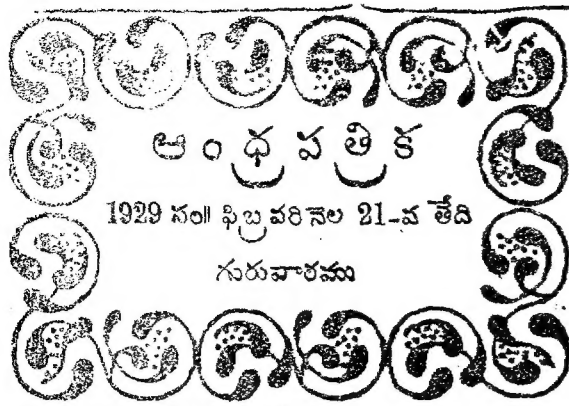 ఆంధ్రపత్రిక
1929 సం॥ ఫిబ్రవరినెల 21-వ తేది
గురువారము